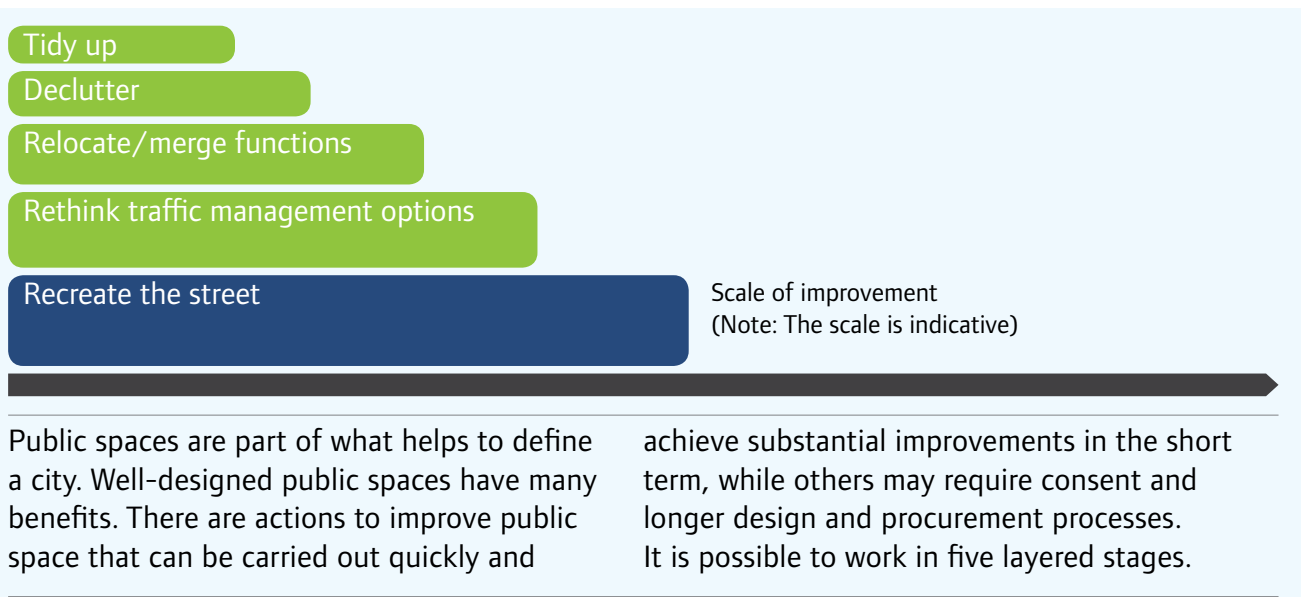 Tidy up
Declutter
Relocate/merge functions
Rethink traffic management options
Recreate the street
Scale of improvement
(Note: The scale is indicative)
Public spaces are part of what helps to define
a city. Well-designed public spaces have many
benefits. There are actions to improve public
space that can be carried out quickly and
achieve substantial improvements in the short
term, while others may require consent and
longer design and procurement processes.
It is possible to work in five layered stages.